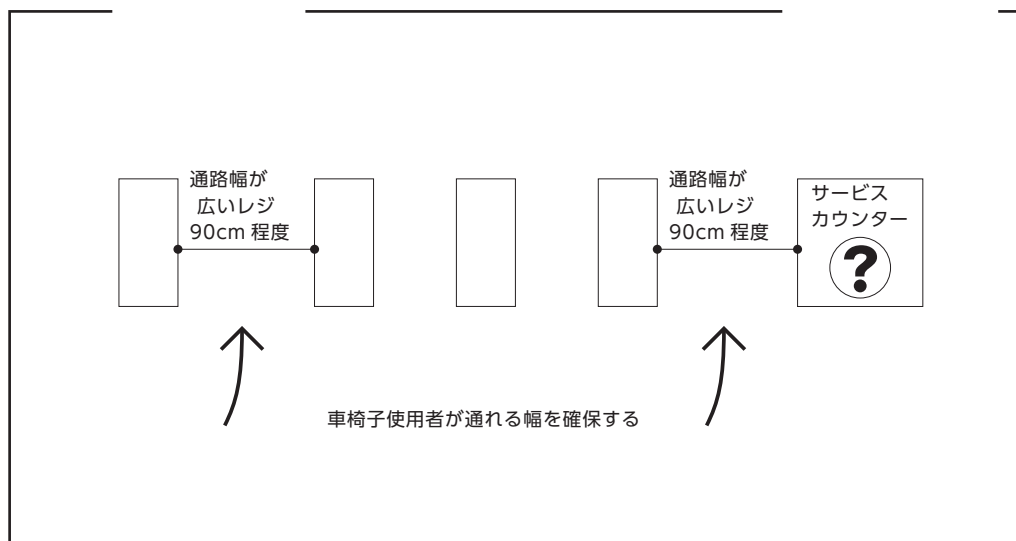 通路幅が
広いレジ
90cm 程度
通路幅が
広いレジ
90cm 程度
サービス
カウンター
?
車椅子使用者が通れる幅を確保する